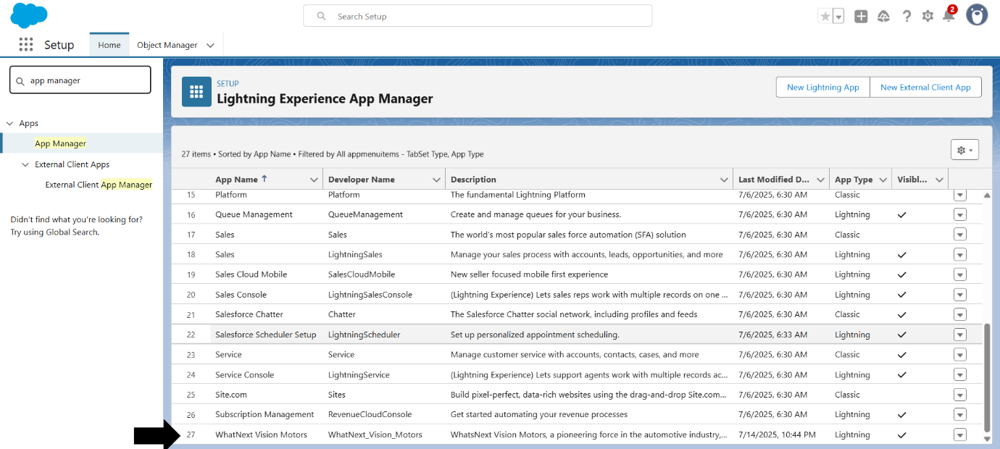 Search Setup
2
Setup
Home
Object Manager
app manager
Apps
App Manager
External Client Apps
External Client App Manager
Didn't find what you're looking for?
Try using Global Search.
SETUP
Lightning Experience App Manager
New Lightning App
New External Client App
27 items • Sorted by App Name • Filtered by All appmenuitems - TabSet Type, App Type
App Name ↑ Developer Name Description Last Modified D... App Type Visibl...
15 Platform Platform The fundamental Lightning Platform 7/6/2025, 6:30 AM Classic
16 Queue Management QueueManagement Create and manage queues for your business. 7/6/2025, 6:30 AM Lightning
17 Sales Sales The world's most popular sales force automation (SFA) solution 7/6/2025, 6:30 AM Classic
18 Sales LightningSales Manage your sales process with accounts, leads, opportunities, and more 7/6/2025, 6:30 AM Lightning
19 Sales Cloud Mobile SalesCloudMobile New seller focused mobile first experience 7/6/2025, 6:30 AM Lightning
20 Sales Console LightningSalesConsole (Lightning Experience) Lets sales reps work with multiple records on one ... 7/6/2025, 6:30 AM Lightning
21 Salesforce Chatter Chatter The Salesforce Chatter social network, including profiles and feeds 7/6/2025, 6:30 AM Classic
22 Salesforce Scheduler Setup LightningScheduler Set up personalized appointment scheduling. 7/6/2025, 6:33 AM Lightning
23 Service Service Manage customer service with accounts, contacts, cases, and more 7/6/2025, 6:30 AM Classic
24 Service Console LightningService (Lightning Experience) Lets support agents work with multiple records ac... 7/6/2025, 6:30 AM Lightning
25 Site.com Sites Build pixel-perfect, data-rich websites using the drag-and-drop Site.com... 7/6/2025, 6:30 AM Classic
26 Subscription Management RevenueCloudConsole Get started automating your revenue processes 7/6/2025, 6:30 AM Lightning
27 WhatNext Vision Motors WhatNext_Vision_Motors WhatsNext Vision Motors, a pioneering force in the automotive industry,... 7/14/2025, 10:44 PM Lightning